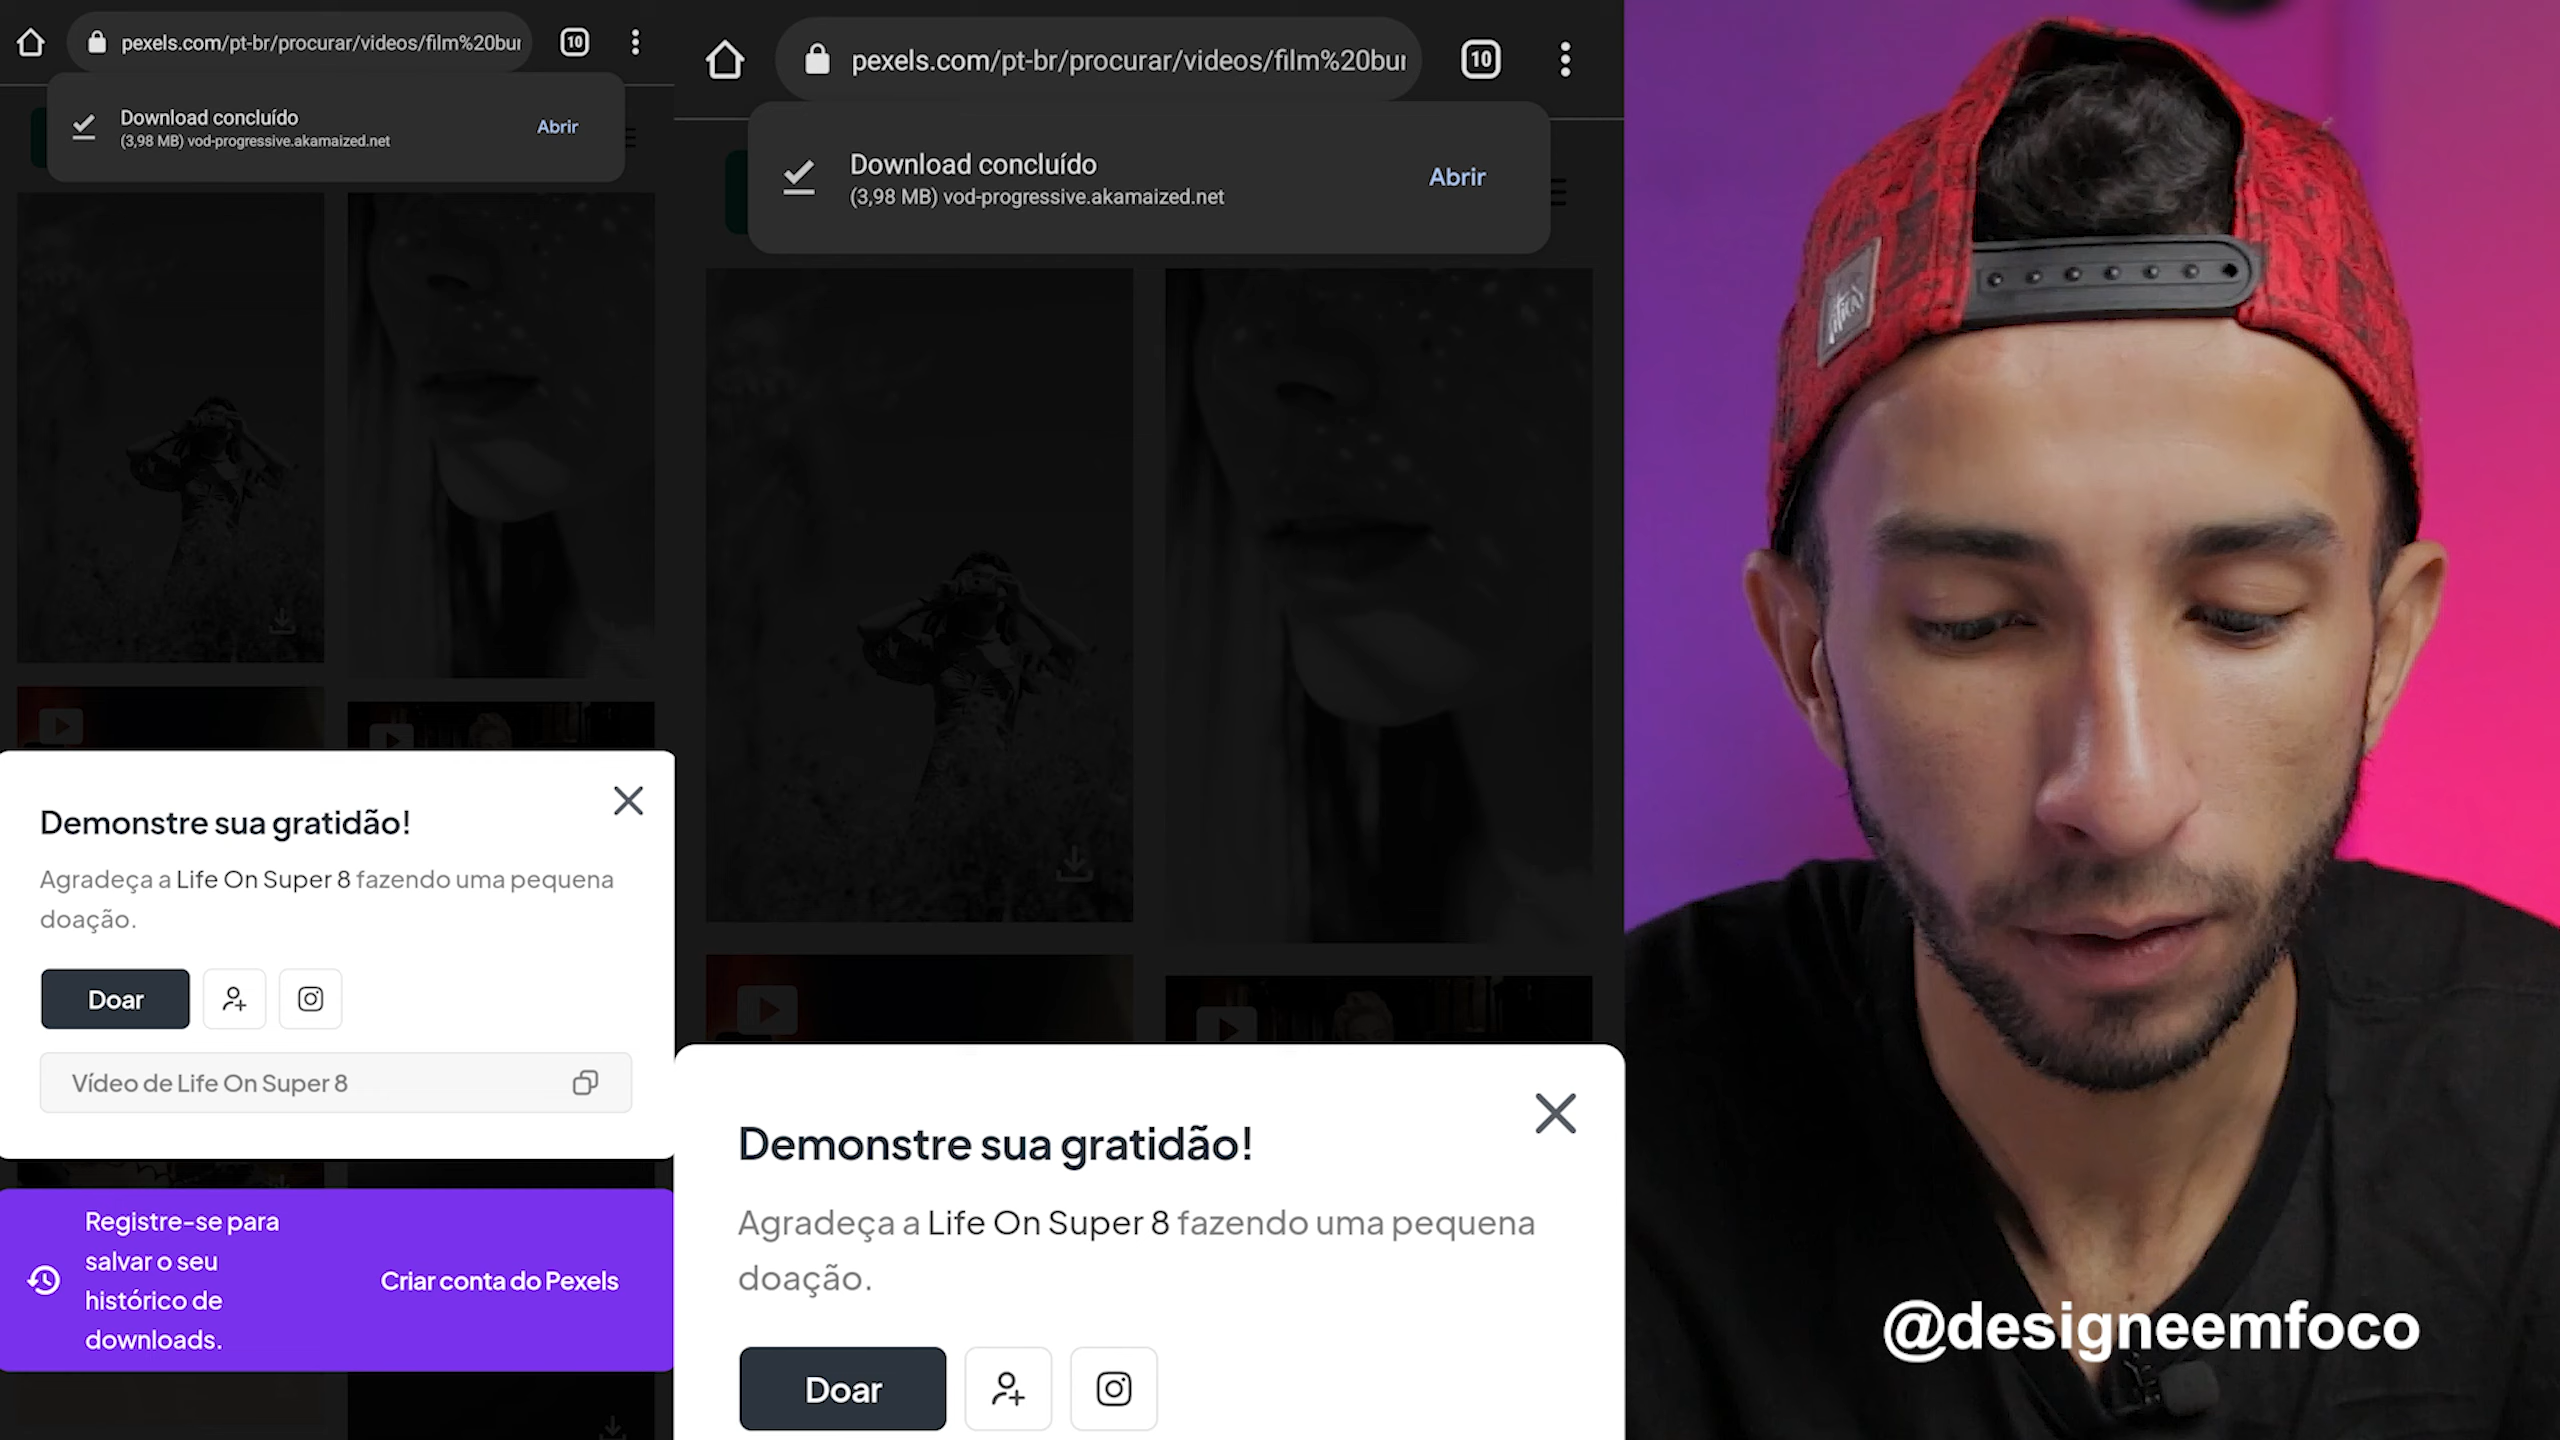 pexels.com/pt-br/procurar/videos/film%20bur
10
Download concluído
(3,98 MB) vod-progressive.akamaized.net
Abrir
Demonstre sua gratidão!
Agradeça a Life On Super 8 fazendo uma pequena
doação.
Doar
Vídeo de Life On Super 8
Registre-se para
salvar o seu
histórico de
downloads.
Criar conta do Pexels
pexels.com/pt-br/procurar/videos/film%20bur
10
Download concluído
(3,98 MB) vod-progressive.akamaized.net
Abrir
Demonstre sua gratidão!
Agradeça a Life On Super 8 fazendo uma pequena
doação.
Doar
@designeemfoco